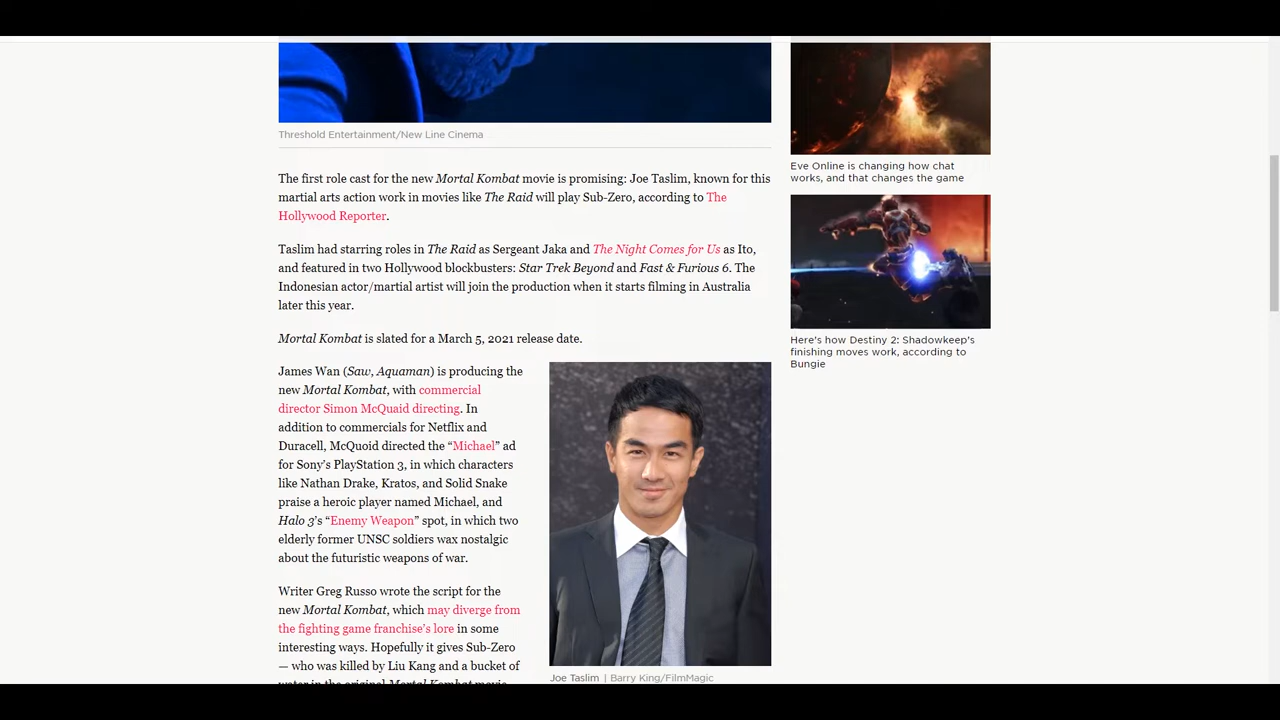 Threshold Entertainment/New Line Cinema
The first role cast for the new Mortal Kombat movie is promising: Joe Taslim, known for this
martial arts action work in movies like The Raid will play Sub-Zero, according to The
Hollywood Reporter.
Taslim had starring roles in The Raid as Sergeant Jaka and The Night Comes for Us as Ito,
and featured in two Hollywood blockbusters: Star Trek Beyond and Fast & Furious 6. The
Indonesian actor/martial artist will join the production when it starts filming in Australia
later this year.
Mortal Kombat is slated for a March 5, 2021 release date.
James Wan (Saw, Aquaman) is producing the
new Mortal Kombat, with commercial
director Simon McQuaid directing. In
addition to commercials for Netflix and
Duracell, McQuoid directed the “Michael” ad
for Sony’s PlayStation 3, in which characters
like Nathan Drake, Kratos, and Solid Snake
praise a heroic player named Michael, and
Halo 3’s “Enemy Weapon” spot, in which two
elderly former UNSC soldiers wax nostalgic
about the futuristic weapons of war.
Writer Greg Russo wrote the script for the
new Mortal Kombat, which may diverge from
the fighting game franchise’s lore in some
interesting ways. Hopefully it gives Sub-Zero
— who was killed by Liu Kang and a bucket of
water in the original Mortal Kombat movie
Joe Taslim | Barry King/FilmMagic
Eve Online is changing how chat
works, and that changes the game
Here's how Destiny 2: Shadowkeep's
finishing moves work, according to
Bungie